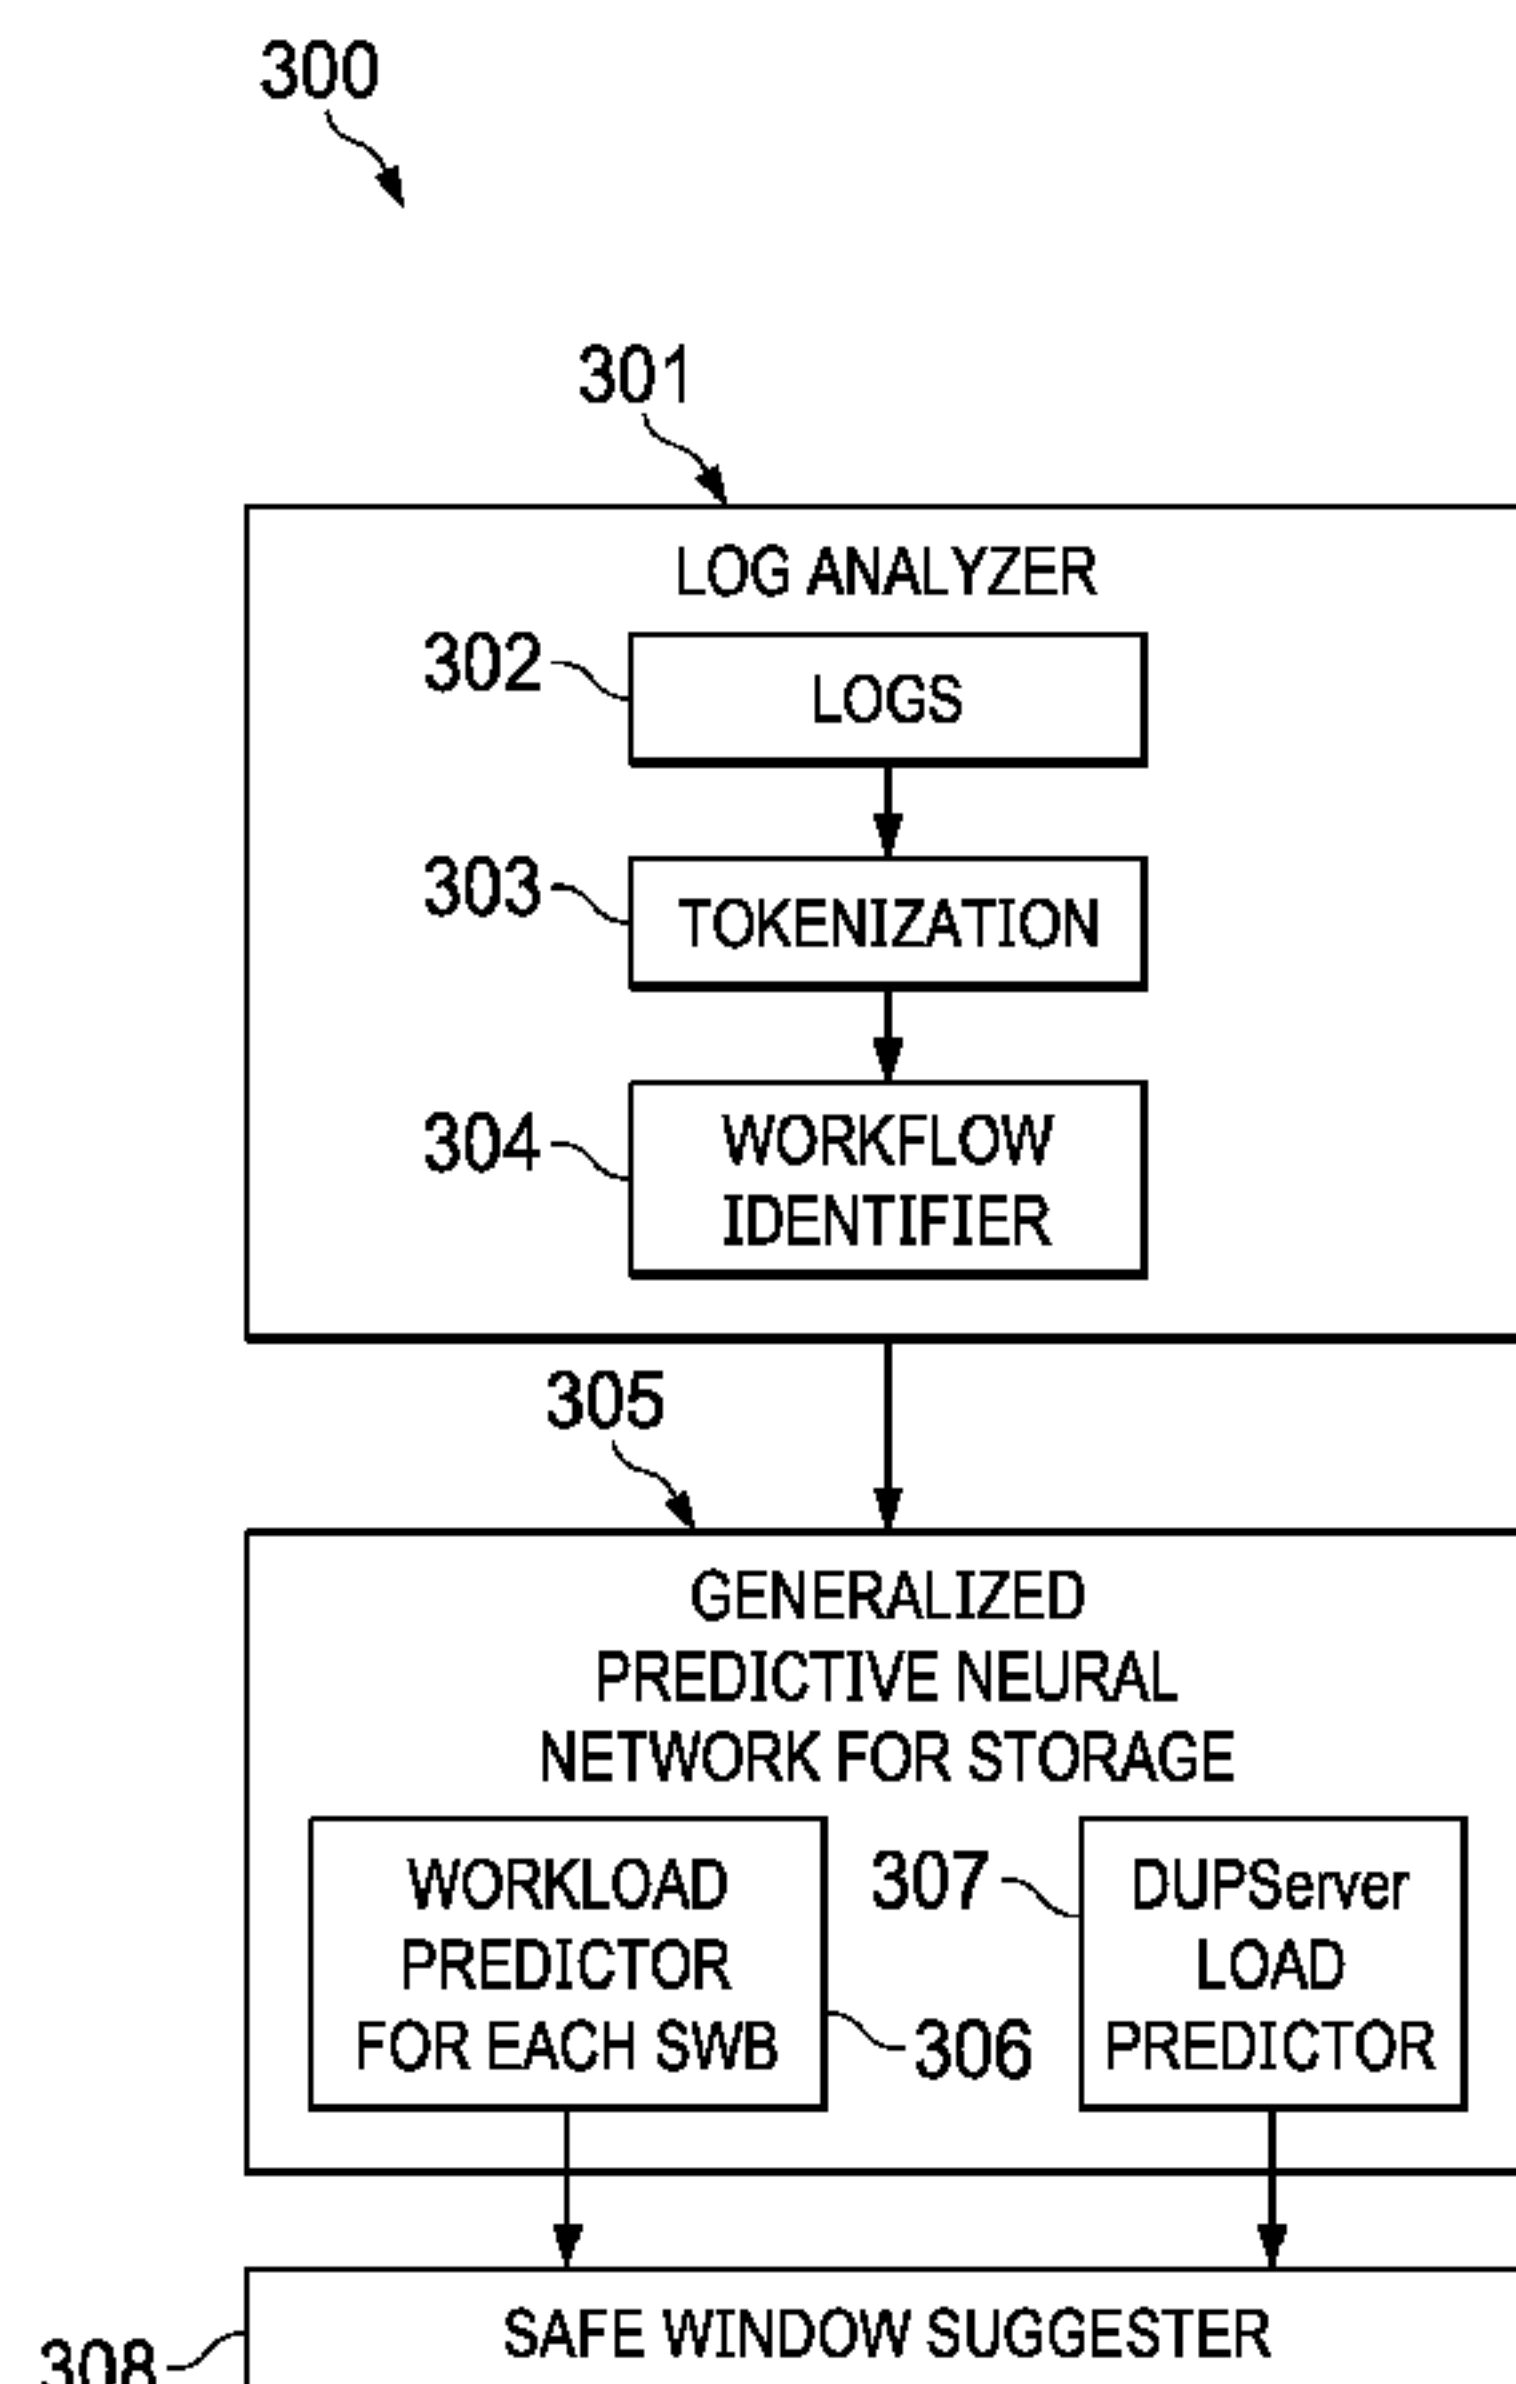 300
301
LOG ANALYZER
302
LOGS
303
TOKENIZATION
304
WORKFLOW
IDENTIFIER
305
GENERALIZED
PREDICTIVE NEURAL
NETWORK FOR STORAGE
WORKLOAD
PREDICTOR
FOR EACH SWB
306
307
DUPServer
LOAD
PREDICTOR
308
SAFE WINDOW SUGGESTER